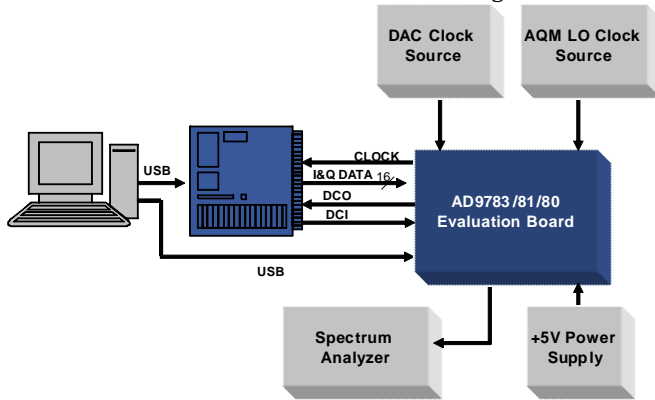 DAC Clock
Source
AQM LO Clock
Source
USB
CLOCK
I&Q DATA 16
DCO
DCI
AD9783/81/80
Evaluation Board
USB
Spectrum
Analyzer
+5V Power
Supply